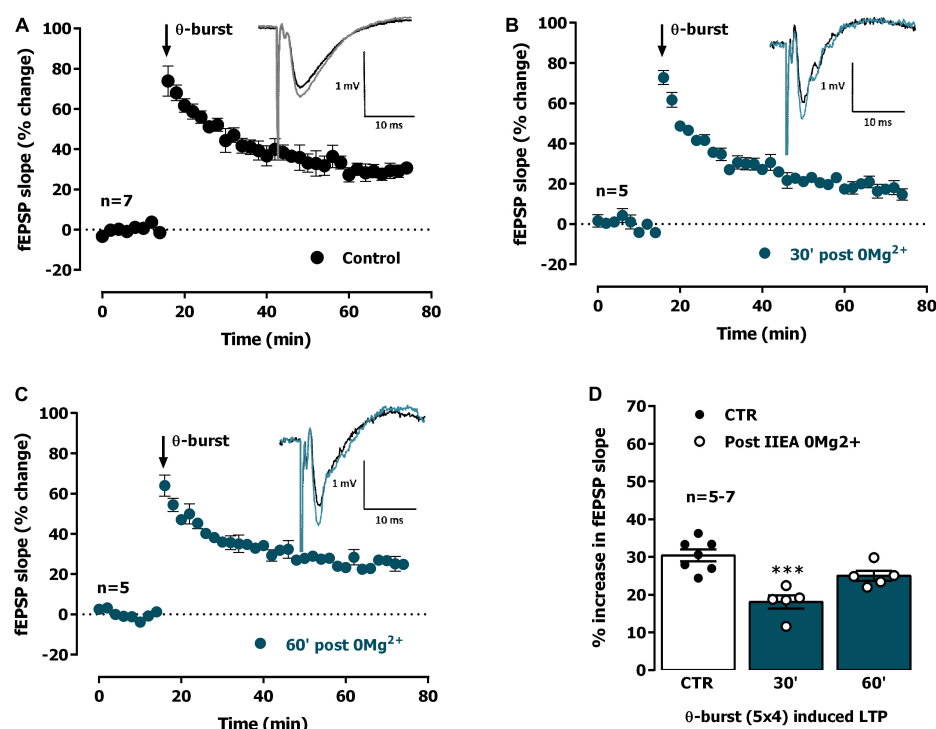 A
fEPSP slope (% change)
100
80
60
40
20
0
-20
θ-burst
1 mV
10 ms
n=7
Control
0 20 40 60 80
Time (min)
B
fEPSP slope (% change)
100
80
60
40
20
0
-20
θ-burst
1 mV
10 ms
n=5
30' post 0Mg²⁺
0 20 40 60 80
Time (min)
C
fEPSP slope (% change)
100
80
60
40
20
0
-20
θ-burst
1 mV
10 ms
n=5
60' post 0Mg²⁺
0 20 40 60 80
Time (min)
D
% increase in fEPSP slope
70
60
50
40
30
20
10
0
CTR
Post IIEA 0Mg2+
n=5-7
***
CTR 30' 60'
θ-burst (5x4) induced LTP